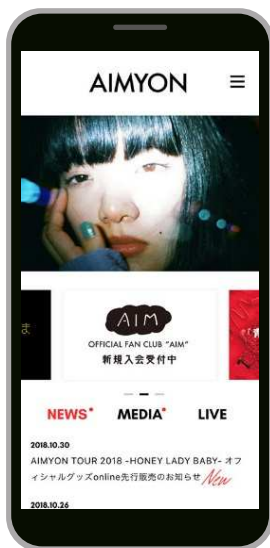 AIMYON
ま
AIM
OFFICIAL FAN CLUB "AIM"
新規入会受付中
NEWS
MEDIA
LIVE
2018.10.30
AIMYON TOUR 2018 -HONEY LADY BABY- オフ
ィシャルグッズonline先行販売のお知らせ New
2018.10.26